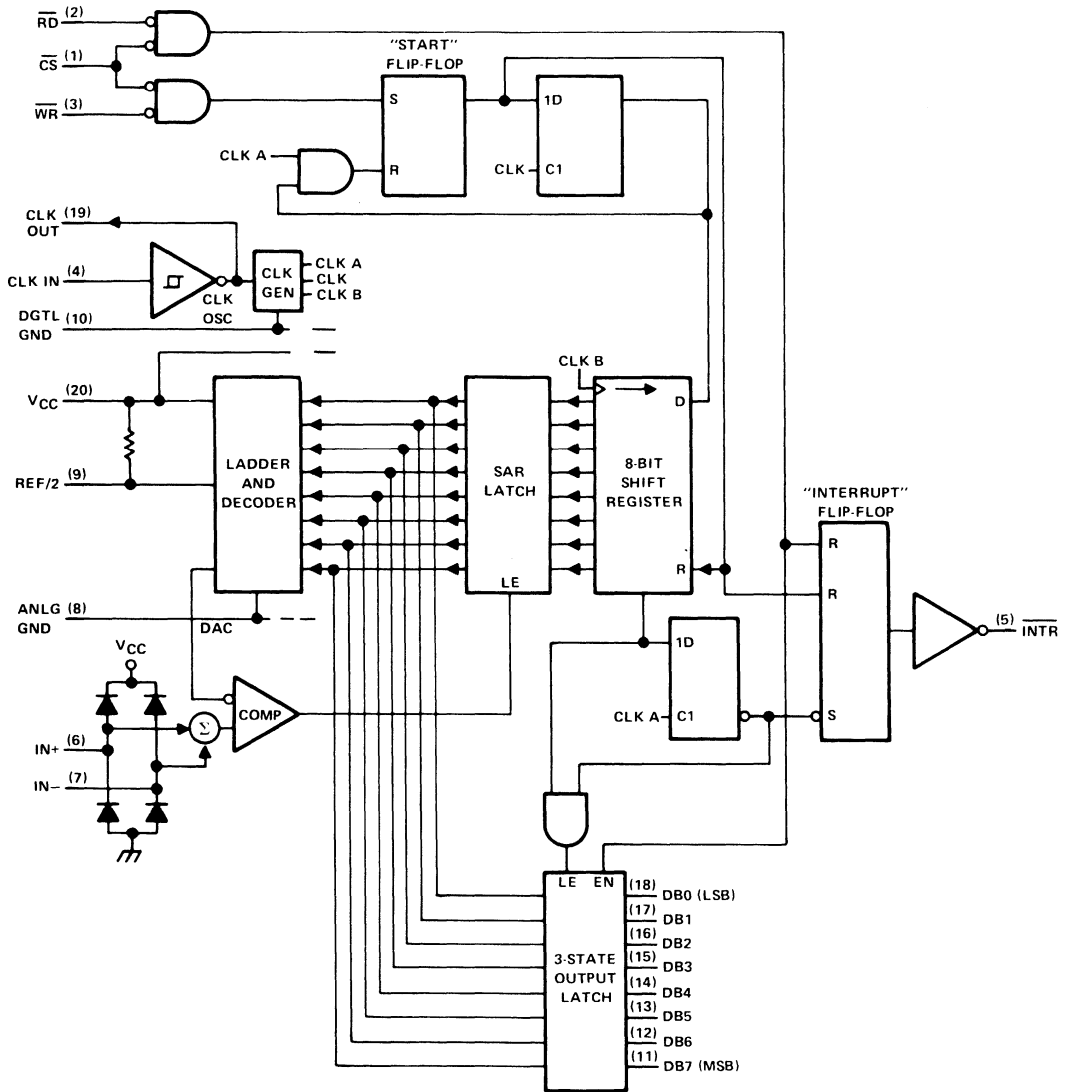 RD (2)
CS (1)
WR (3)
"START"
FLIP-FLOP
S
R
1D
C1
CLK
CLK A
CLK
OUT
(19)
CLK IN (4)
CLK
OSC
CLK
GEN
CLK A
CLK
CLK B
DGTL
GND
(10)
VCC (20)
REF/2 (9)
LADDER
AND
DECODER
SAR
LATCH
LE
CLK B
D
8-BIT
SHIFT
REGISTER
R
"INTERRUPT"
FLIP-FLOP
R
R
S
(5) INTR
ANLG
GND
(8)
DAC
VCC
COMP
Σ
IN+ (6)
IN− (7)
1D
CLK A
C1
LE EN
3-STATE
OUTPUT
LATCH
(18) DB0 (LSB)
(17) DB1
(16) DB2
(15) DB3
(14) DB4
(13) DB5
(12) DB6
(11) DB7 (MSB)